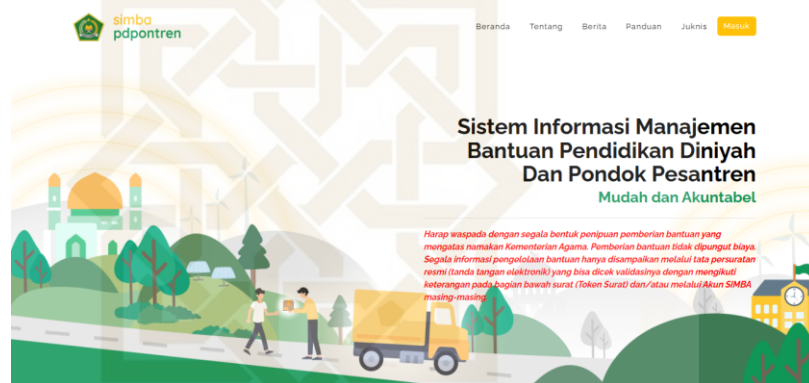 simba
pdpontren
Beranda Tentang Berita Panduan Juknis Masuk
Sistem Informasi Manajemen
Bantuan Pendidikan Diniyah
Dan Pondok Pesantren
Mudah dan Akuntabel
Harap waspada dengan segala bentuk penipuan pemberian bantuan yang
mengatas namakan Kementerian Agama. Pemberian bantuan tidak dipungut biaya.
Segala informasi pengelolaan bantuan hanya disampaikan melalui tata persuratan
resmi (tanda tangan elektronik) yang bisa dicek validasinya dengan mengikuti
keterangan pada bagian bawah surat (Token Surat) dan/atau melalui Akun SIMBA
masing-masing.